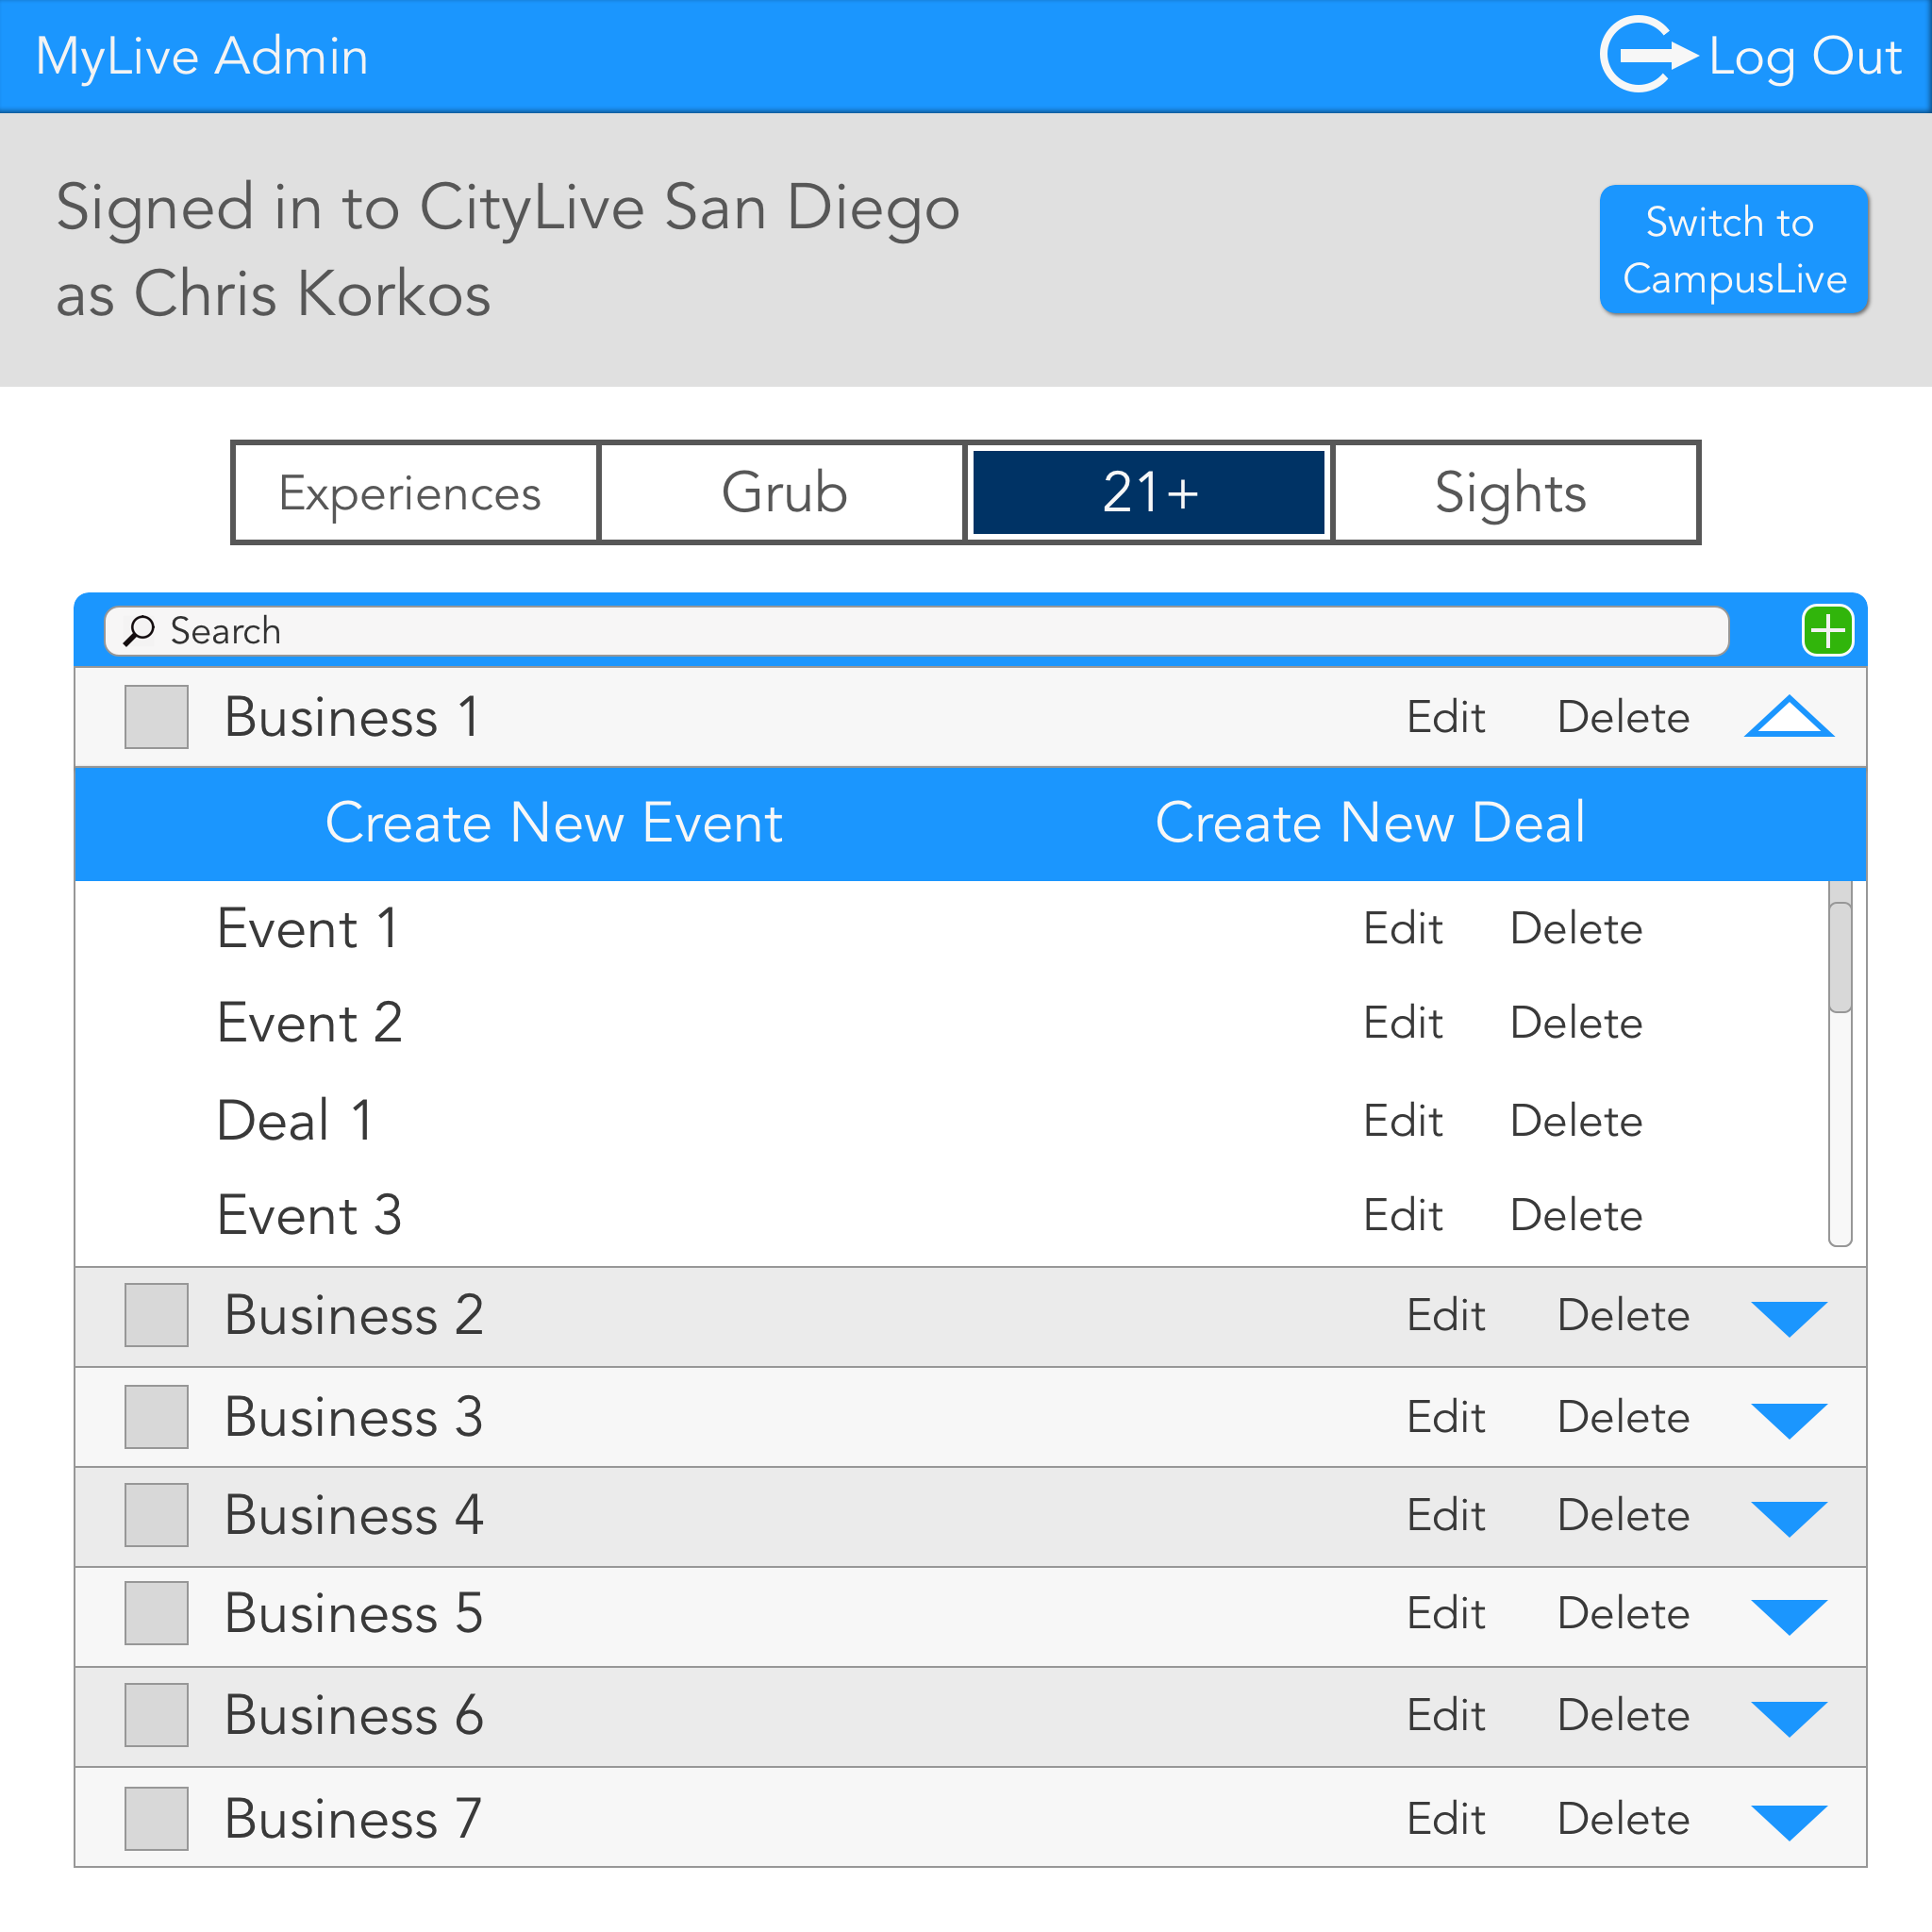 MyLive Admin
Log Out
Signed in to CityLive San Diego
as Chris Korkos
Switch to
CampusLive
Experiences
Grub
21+
Sights
Search
Business 1 Edit Delete
Create New Event Create New Deal
Event 1 Edit Delete
Event 2 Edit Delete
Deal 1 Edit Delete
Event 3 Edit Delete
Business 2 Edit Delete
Business 3 Edit Delete
Business 4 Edit Delete
Business 5 Edit Delete
Business 6 Edit Delete
Business 7 Edit Delete